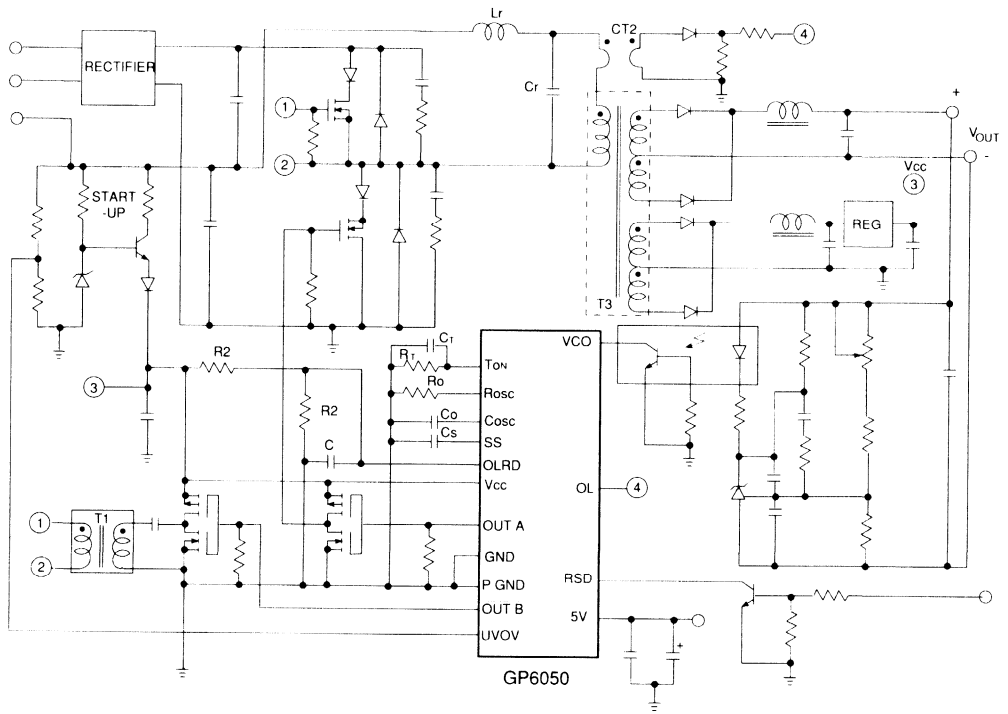 Lr
CT2
4
RECTIFIER
Cr
1
+
VOUT
-
2
Vcc
3
START
-UP
REG
T3
CT
VCO
RT
TON
R2
Ro
ROSC
3
R2
Co
COSC
Cs
SS
C
OLRD
Vcc
OL
4
T1
1
OUT A
2
GND
RSD
P GND
OUT B
5V
UVOV
+
GP6050